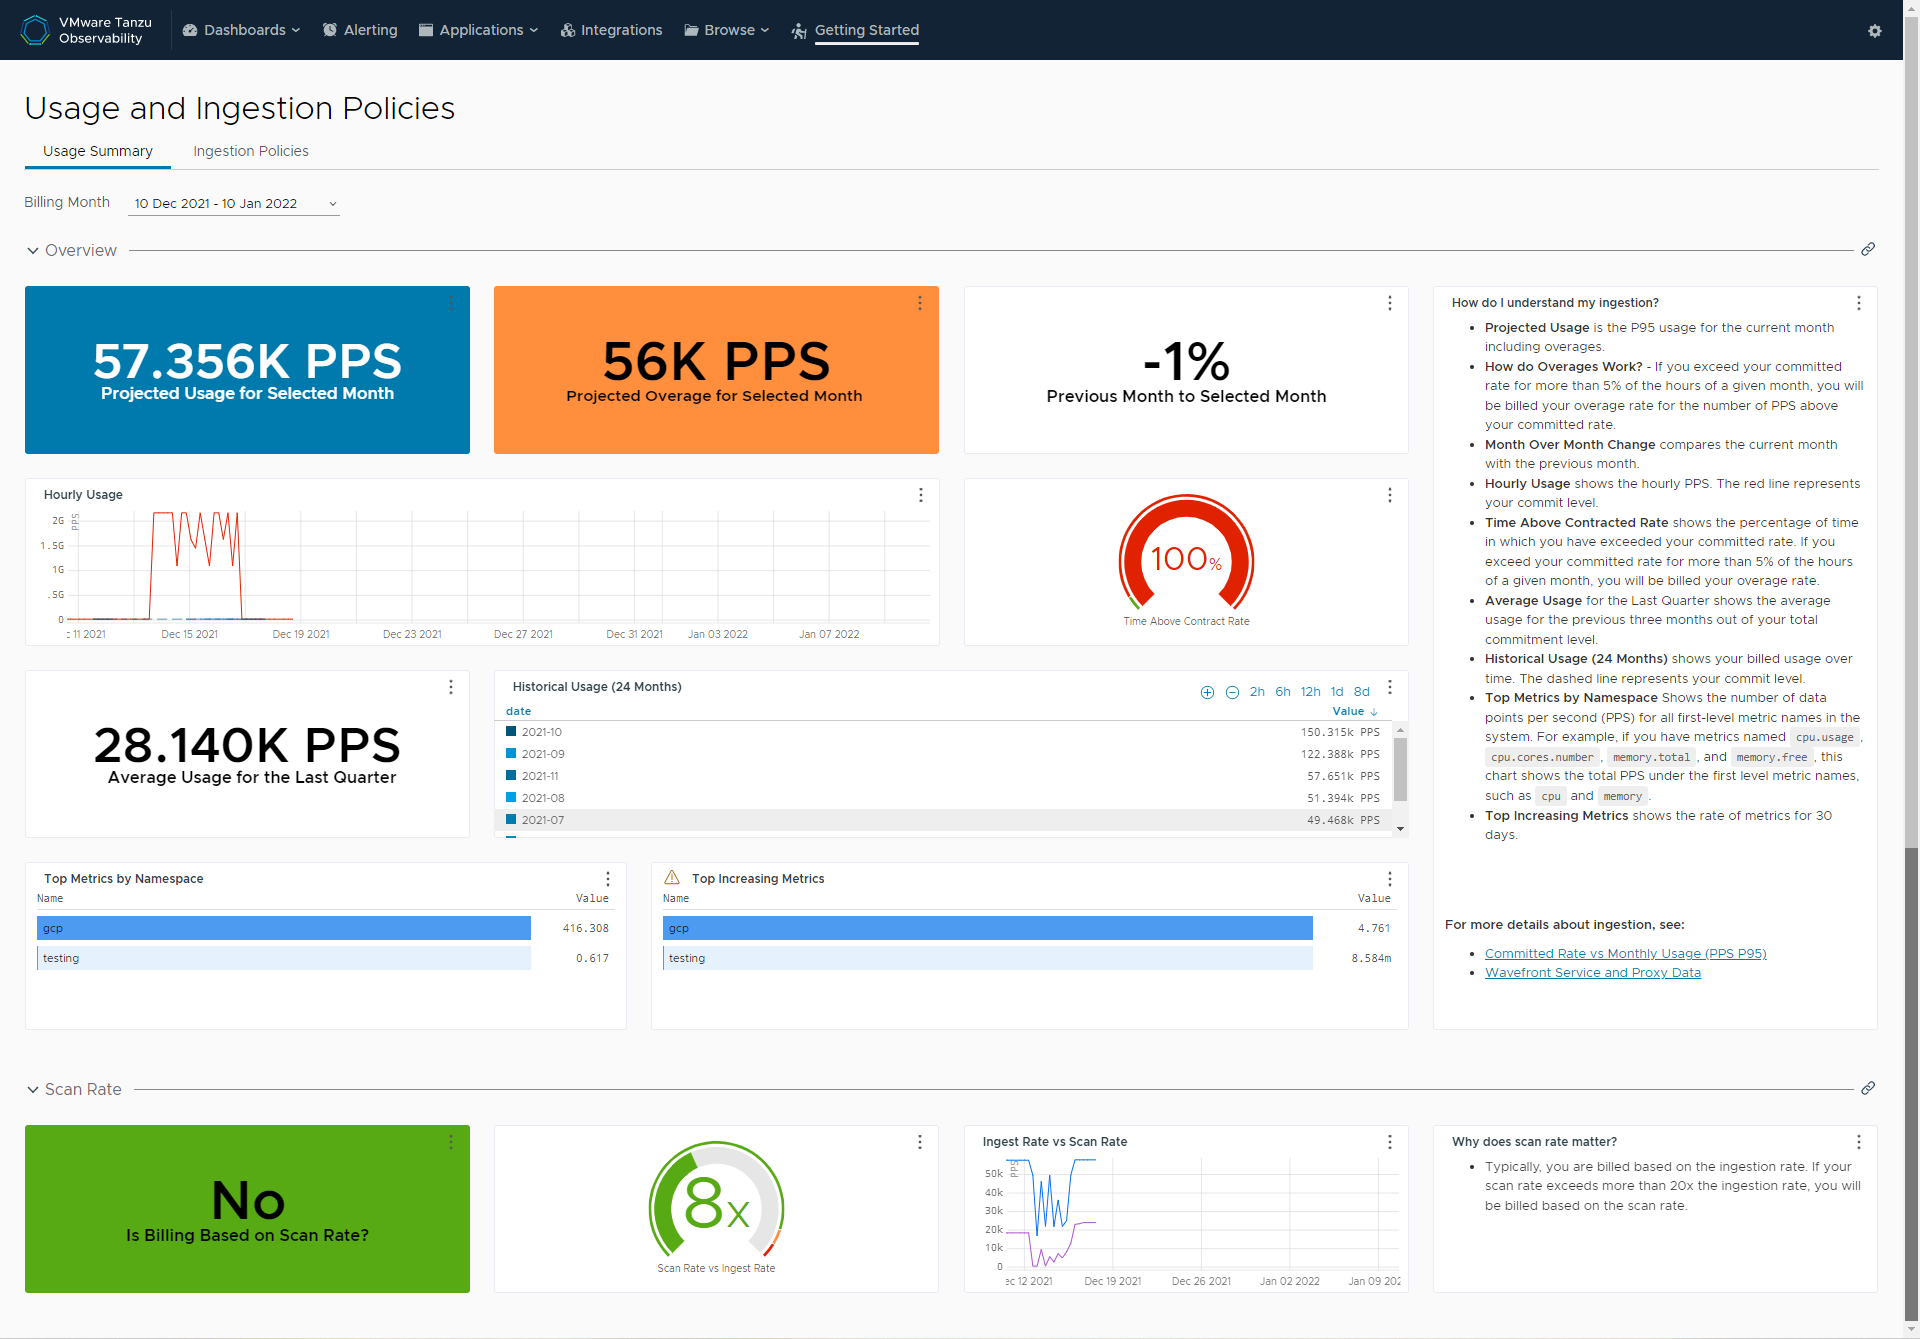 VMware Tanzu
Observability
Dashboards
Alerting
Applications
Integrations
Browse
Getting Started
Usage and Ingestion Policies
Usage Summary
Ingestion Policies
Billing Month
10 Dec 2021 - 10 Jan 2022
Overview
57.356K PPS
Projected Usage for Selected Month
56K PPS
Projected Overage for Selected Month
-1%
Previous Month to Selected Month
How do I understand my ingestion?
• Projected Usage is the P95 usage for the current month
including overages.
• How do Overages Work? - If you exceed your committed
rate for more than 5% of the hours of a given month, you will
be billed your overage rate for the number of PPS above
your committed rate.
• Month Over Month Change compares the current month
with the previous month.
• Hourly Usage shows the hourly PPS. The red line represents
your commit level.
• Time Above Contracted Rate shows the percentage of time
in which you have exceeded your committed rate. If you
exceed your committed rate for more than 5% of the hours
of a given month, you will be billed your overage rate.
• Average Usage for the Last Quarter shows the average
usage for the previous three months out of your total
commitment level.
• Historical Usage (24 Months) shows your billed usage over
time. The dashed line represents your commit level.
• Top Metrics by Namespace Shows the number of data
points per second (PPS) for all first-level metric names in the
system. For example, if you have metrics named cpu.usage,
cpu.cores.number, memory.total, and memory.free, this
chart shows the total PPS under the first level metric names,
such as cpu and memory.
• Top Increasing Metrics shows the rate of metrics for 30
days.
For more details about ingestion, see:
• Committed Rate vs Monthly Usage (PPS P95)
• Wavefront Service and Proxy Data
Hourly Usage
PPS
2G
1.5G
1G
.5G
0
11 2021
Dec 15 2021
Dec 19 2021
Dec 23 2021
Dec 27 2021
Dec 31 2021
Jan 03 2022
Jan 07 2022
100%
Time Above Contract Rate
28.140K PPS
Average Usage for the Last Quarter
Historical Usage (24 Months)
2h 6h 12h 1d 8d
date Value ↓
2021-10 150.315k PPS
2021-09 122.388k PPS
2021-11 57.651k PPS
2021-08 51.394k PPS
2021-07 49.468k PPS
Top Metrics by Namespace
Name Value
gcp 416.308
testing 0.617
Top Increasing Metrics
Name Value
gcp 4.761
testing 8.584m
Scan Rate
No
Is Billing Based on Scan Rate?
8x
Scan Rate vs Ingest Rate
Ingest Rate vs Scan Rate
PPS
50k
40k
30k
20k
10k
0
ec 12 2021
Dec 19 2021
Dec 26 2021
Jan 02 2022
Jan 09 202
Why does scan rate matter?
• Typically, you are billed based on the ingestion rate. If your
scan rate exceeds more than 20x the ingestion rate, you will
be billed based on the scan rate.